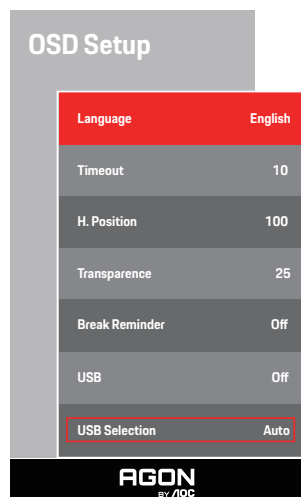 OSD Setup
Language English
Timeout 10
H. Position 100
Transparence 25
Break Reminder Off
USB Off
USB Selection Auto
AGON
BY AOC